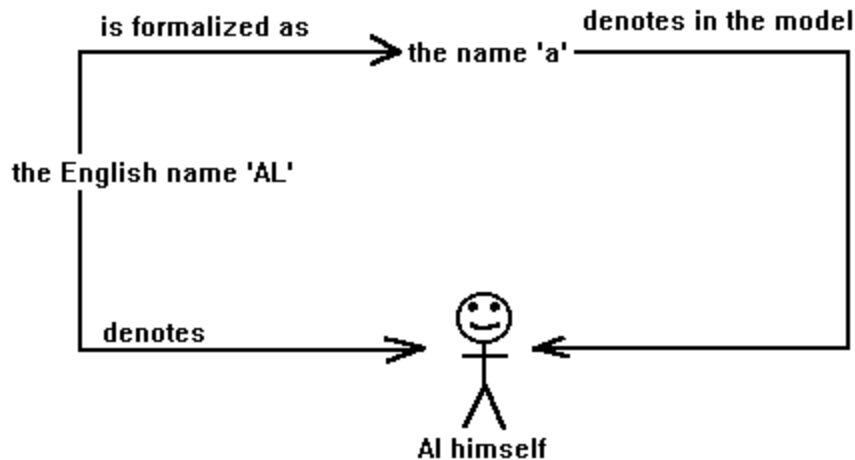 is formalized as
denotes in the model
the name 'a'
the English name 'AL'
denotes
Al himself